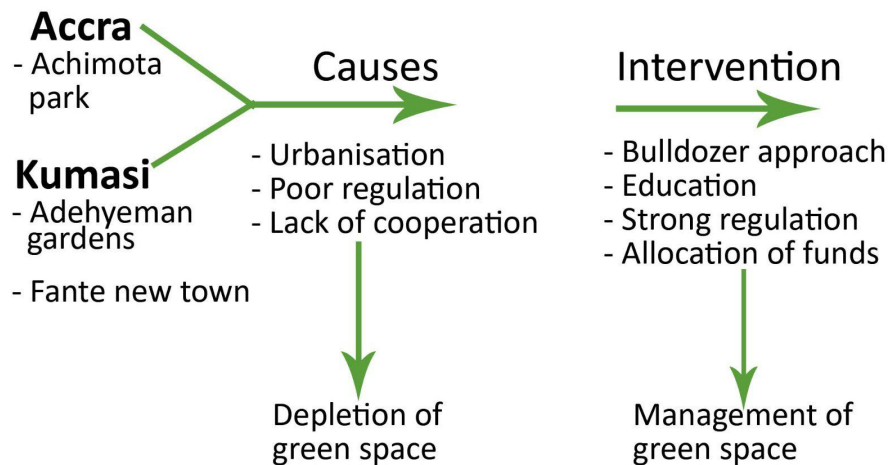 Accra
- Achimota
park
Kumasi
- Adehyeman
gardens
- Fante new town
Causes
- Urbanisation
- Poor regulation
- Lack of cooperation
Depletion of
green space
Intervention
- Bulldozer approach
- Education
- Strong regulation
- Allocation of funds
Management of
green space